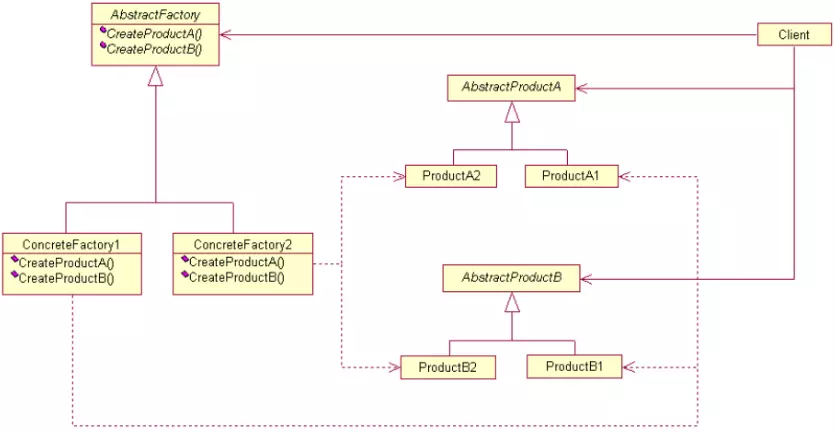 AbstractFactory
CreateProductA()
CreateProductB()
Client
AbstractProductA
ProductA2
ProductA1
ConcreteFactory1
CreateProductA()
CreateProductB()
ConcreteFactory2
CreateProductA()
CreateProductB()
AbstractProductB
ProductB2
ProductB1